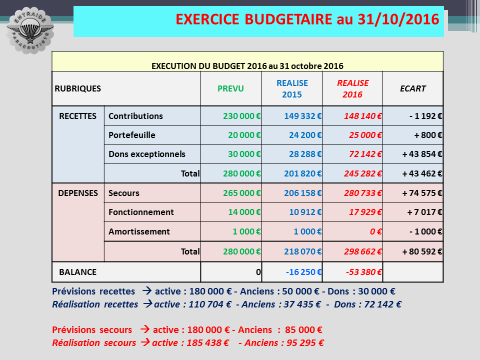 EXERCICE BUDGETAIRE au 31/10/2016
ENTRAIDE
PARACHUTISTE
EXECUTION DU BUDGET 2016 au 31 octobre 2016
RUBRIQUES PREVU REALISE 2015 REALISE 2016 ECART
RECETTES Contributions 230 000 € 149 332 € 148 140 € - 1 192 €
Portefeuille 20 000 € 24 200 € 25 000 € + 800 €
Dons exceptionnels 30 000 € 28 288 € 72 142 € + 43 854 €
Total 280 000 € 201 820 € 245 282 € + 43 462 €
DEPENSES Secours 265 000 € 206 158 € 280 733 € + 74 575 €
Fonctionnement 14 000 € 10 912 € 17 929 € + 7 017 €
Amortissement 1 000 € 1 000 € 0 € - 1 000 €
Total 280 000 € 218 070 € 298 662 € + 80 592 €
BALANCE 0 -16 250 € -53 380 €
Prévisions recettes → active : 180 000 € - Anciens : 50 000 € - Dons : 30 000 €
Réalisation recettes → active : 110 704 € - Anciens : 37 435 € - Dons : 72 142 €
Prévisions secours → active : 180 000 € - Anciens : 85 000 €
Réalisation secours → active : 185 438 € - Anciens : 95 295 €